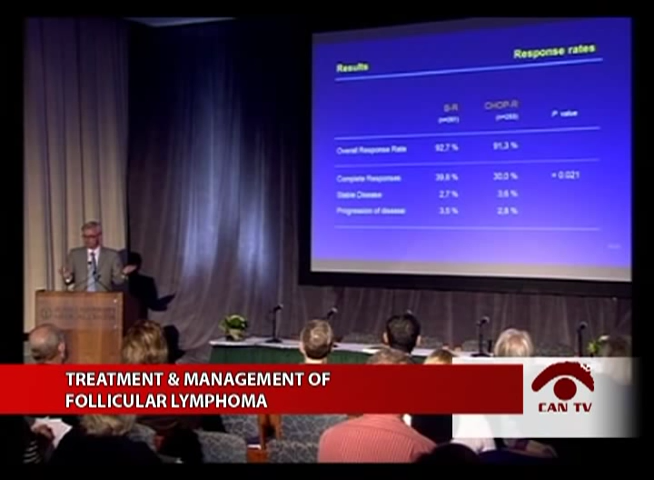 Results
Response rates
B-R
CHOP-R
P value
Overall Response Rate 92,7 % 91,3 %
Complete Responses 39,6 % 30,0 % = 0.021
Stable Disease 2,7 % 3,6 %
Progression of disease 3,5 % 2,8 %
TREATMENT & MANAGEMENT OF
FOLLICULAR LYMPHOMA
CAN TV